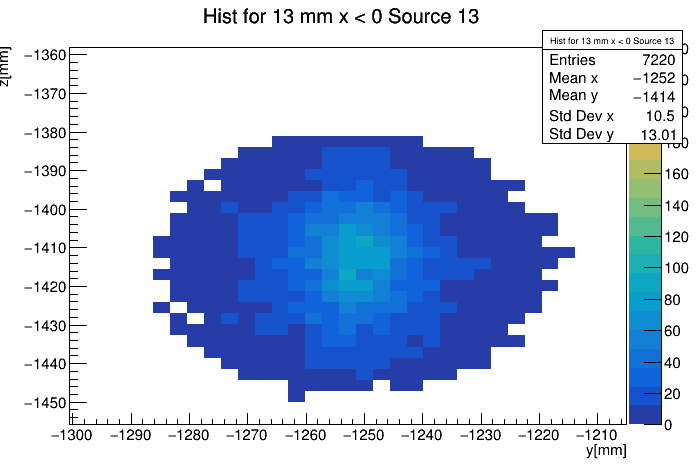 Hist for 13 mm x < 0 Source 13
Hist for 13 mm x < 0 Source 13
Entries 7220
Mean x −1252
Mean y −1414
Std Dev x 10.5
Std Dev y 13.01
z[mm]
−1360
−1370
−1380
−1390
−1400
−1410
−1420
−1430
−1440
−1450
−1300 −1290 −1280 −1270 −1260 −1250 −1240 −1230 −1220 −1210
y[mm]
160
140
120
100
80
60
40
20
0